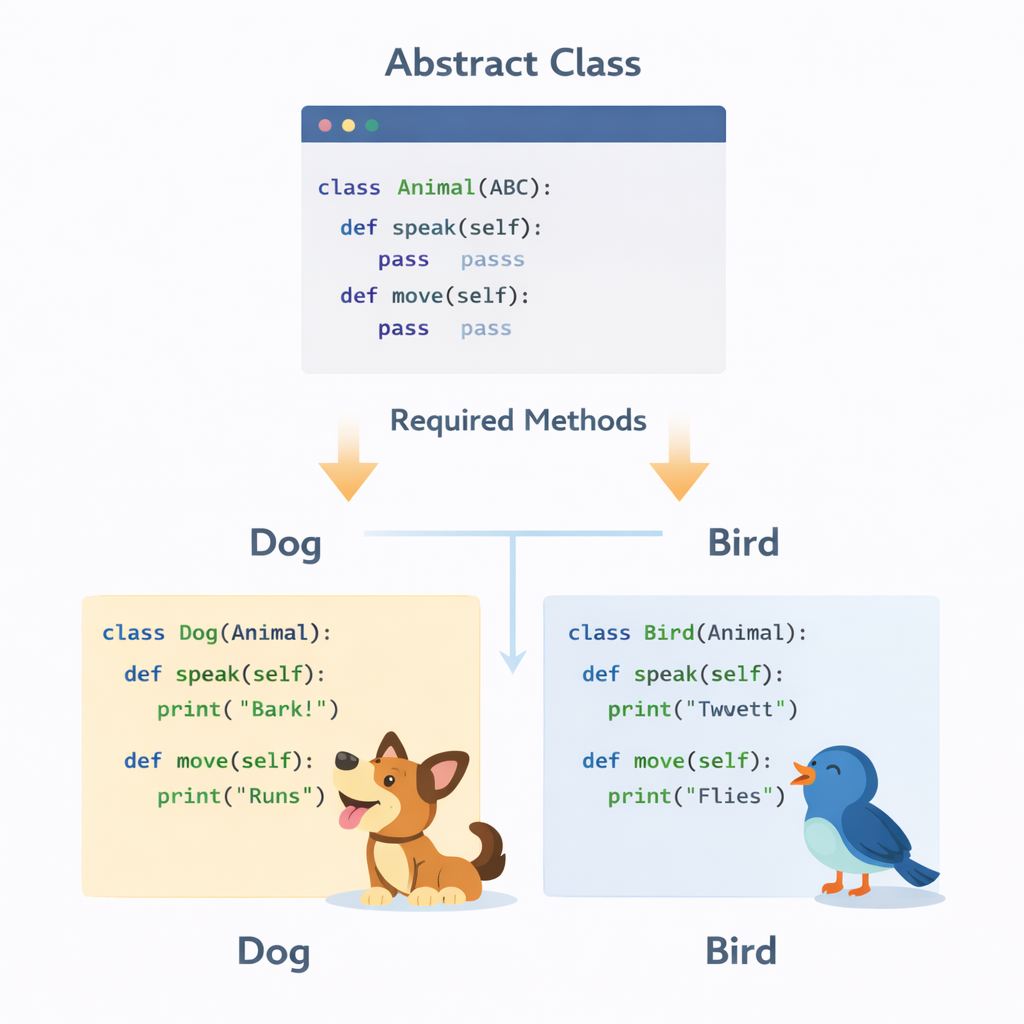 Abstract Class
class Animal(ABC):
def speak(self):
pass passs
def move(self):
pass pass
Required Methods
Dog
Bird
class Dog(Animal):
def speak(self):
print( "Bark!")
def move(self):
print("Runs")
class Bird(Animal):
def speak(self):
print("Twvett")
def move(self):
print("Flies")
Dog
Bird